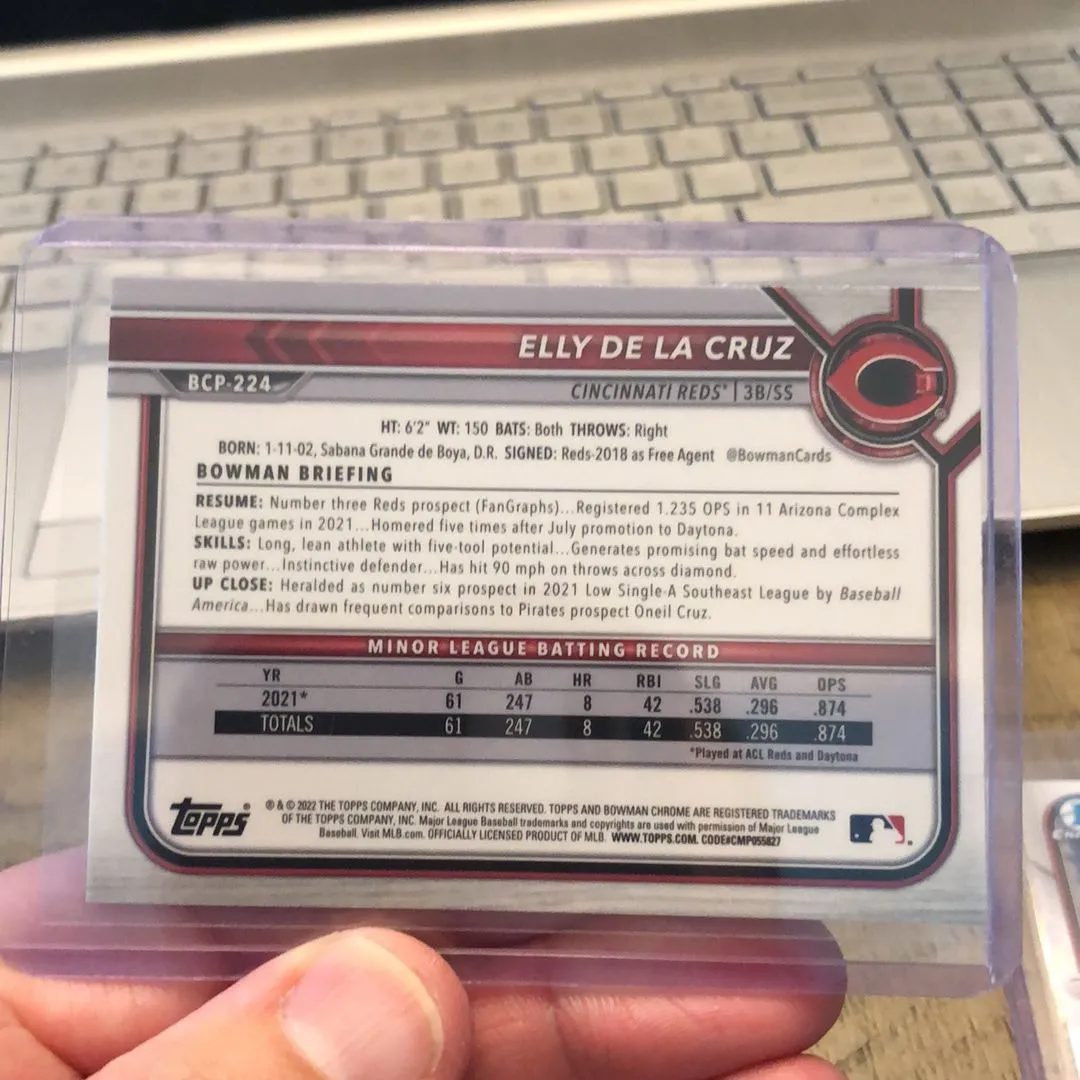 ELLY DE LA CRUZ
BCP-224
CINCINNATI REDS® | 3B/SS
HT: 6'2" WT: 150 BATS: Both THROWS: Right
BORN: 1-11-02, Sabana Grande de Boya, D.R. SIGNED: Reds-2018 as Free Agent @BowmanCards
BOWMAN BRIEFING
RESUME: Number three Reds prospect (FanGraphs)...Registered 1.235 OPS in 11 Arizona Complex
League games in 2021...Homered five times after July promotion to Daytona.
SKILLS: Long, lean athlete with five-tool potential...Generates promising bat speed and effortless
raw power...Instinctive defender...Has hit 90 mph on throws across diamond.
UP CLOSE: Heralded as number six prospect in 2021 Low Single-A Southeast League by Baseball
America...Has drawn frequent comparisons to Pirates prospect Oneil Cruz.
MINOR LEAGUE BATTING RECORD
YR G AB HR RBI SLG AVG OPS
2021* 61 247 8 42 .538 .296 .874
TOTALS 61 247 8 42 .538 .296 .874
*Played at ACL Reds and Daytona
Topps®
® & © 2022 THE TOPPS COMPANY, INC. ALL RIGHTS RESERVED. TOPPS AND BOWMAN CHROME ARE REGISTERED TRADEMARKS
OF THE TOPPS COMPANY, INC. Major League Baseball trademarks and copyrights are used with permission of Major League
Baseball. Visit MLB.com. OFFICIALLY LICENSED PRODUCT OF MLB. WWW.TOPPS.COM. CODE#CMP055827